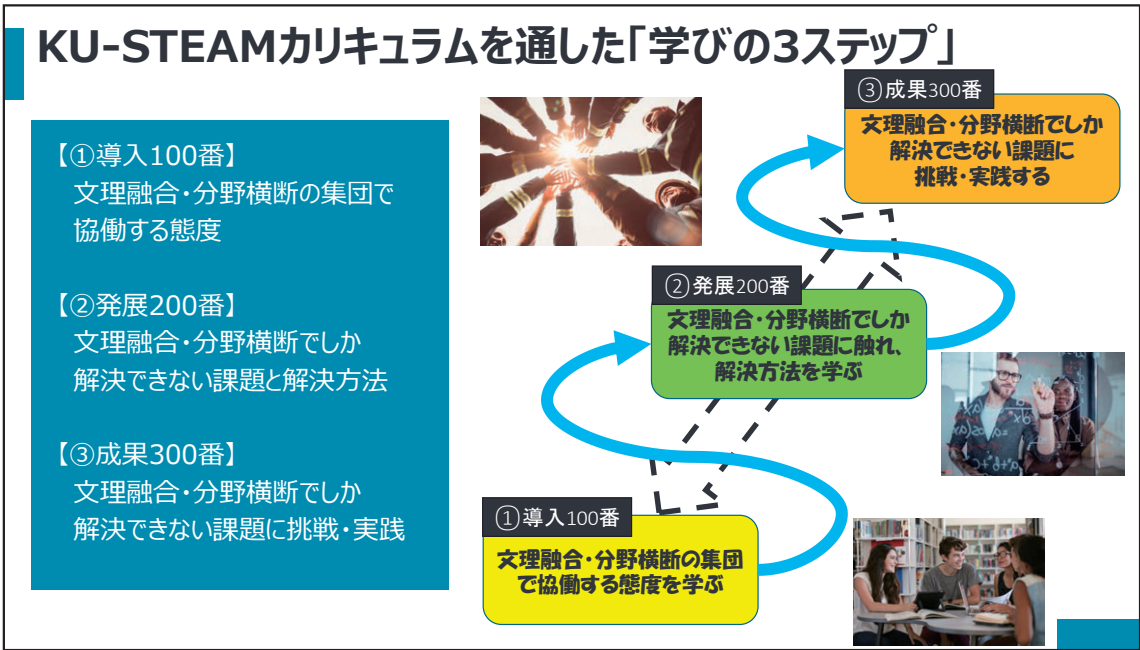 KU-STEAMカリキュラムを通した「学びの3ステップ」
【①導入100番】
文理融合・分野横断の集団で
協働する態度
【②発展200番】
文理融合・分野横断でしか
解決できない課題と解決方法
【③成果300番】
文理融合・分野横断でしか
解決できない課題に挑戦・実践
③成果300番
文理融合・分野横断でしか
解決できない課題に
挑戦・実践する
②発展200番
文理融合・分野横断でしか
解決できない課題に触れ、
解決方法を学ぶ
①導入100番
文理融合・分野横断の集団
で協働する態度を学ぶ